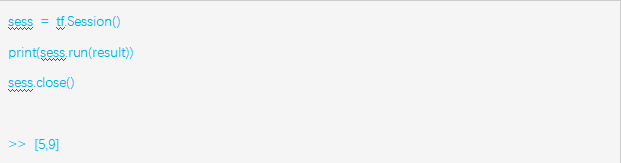 sess = tf.Session()
print(sess.run(result))
sess.close()
>> [5,9]